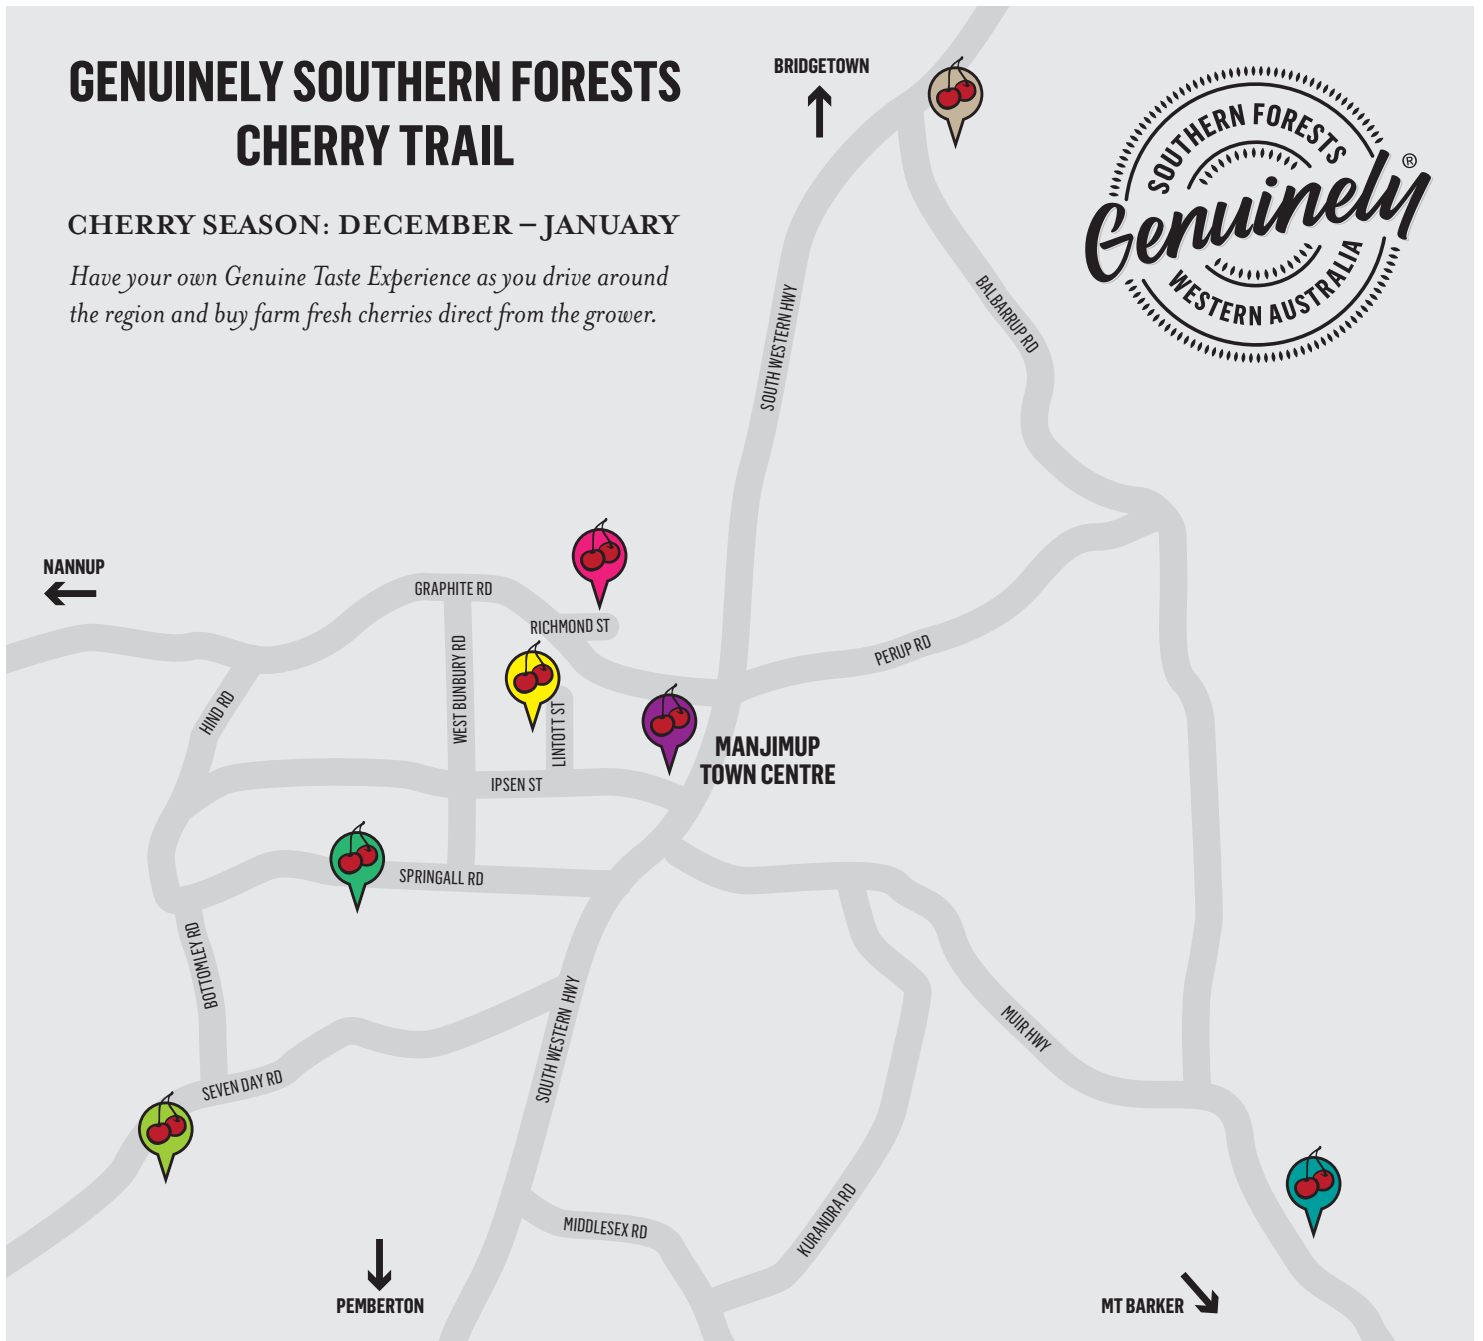 GENUINELY SOUTHERN FORESTS
CHERRY TRAIL
CHERRY SEASON: DECEMBER – JANUARY
Have your own Genuine Taste Experience as you drive around
the region and buy farm fresh cherries direct from the grower.
BRIDGETOWN
SOUTHERN FORESTS
Genuinely®
WESTERN AUSTRALIA
SOUTH WESTERN HWY
BALBARRUP RD
NANNUP
GRAPHITE RD
RICHMOND ST
PERUP RD
HIND RD
WEST BUNBURY RD
LINTOTT ST
MANJIMUP
TOWN CENTRE
IPSEN ST
SPRINGALL RD
BOTTOMLEY RD
SOUTH WESTERN HWY
MUIR HWY
SEVEN DAY RD
MIDDLESEX RD
KURANDRA RD
PEMBERTON
MT BARKER